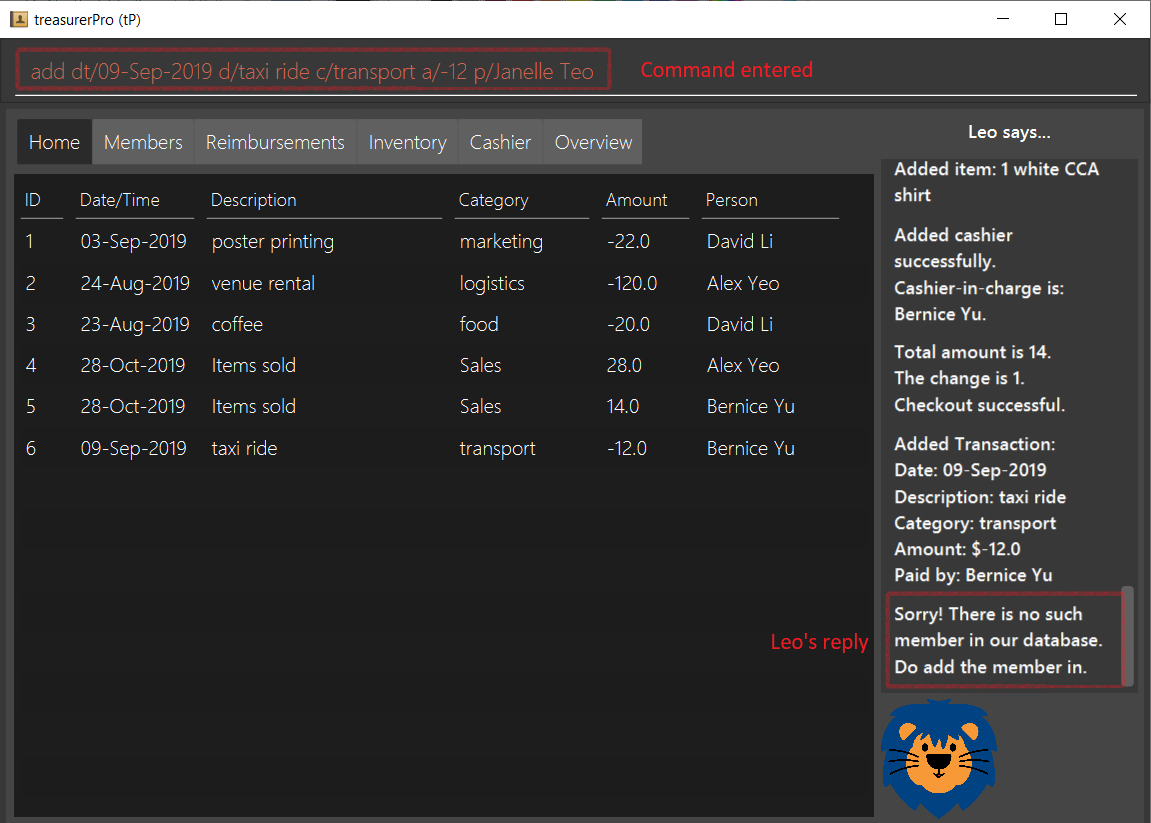 treasurerPro (tP)
add dt/09-Sep-2019 d/taxi ride c/transport a/-12 p/Janelle Teo
Command entered
Home Members Reimbursements Inventory Cashier Overview
ID Date/Time Description Category Amount Person
1 03-Sep-2019 poster printing marketing -22.0 David Li
2 24-Aug-2019 venue rental logistics -120.0 Alex Yeo
3 23-Aug-2019 coffee food -20.0 David Li
4 28-Oct-2019 Items sold Sales 28.0 Alex Yeo
5 28-Oct-2019 Items sold Sales 14.0 Bernice Yu
6 09-Sep-2019 taxi ride transport -12.0 Bernice Yu
Leo says...
Added item: 1 white CCA
shirt
Added cashier
successfully.
Cashier-in-charge is:
Bernice Yu.
Total amount is 14.
The change is 1.
Checkout successful.
Added Transaction:
Date: 09-Sep-2019
Description: taxi ride
Category: transport
Amount: $-12.0
Paid by: Bernice Yu
Leo's reply
Sorry! There is no such
member in our database.
Do add the member in.